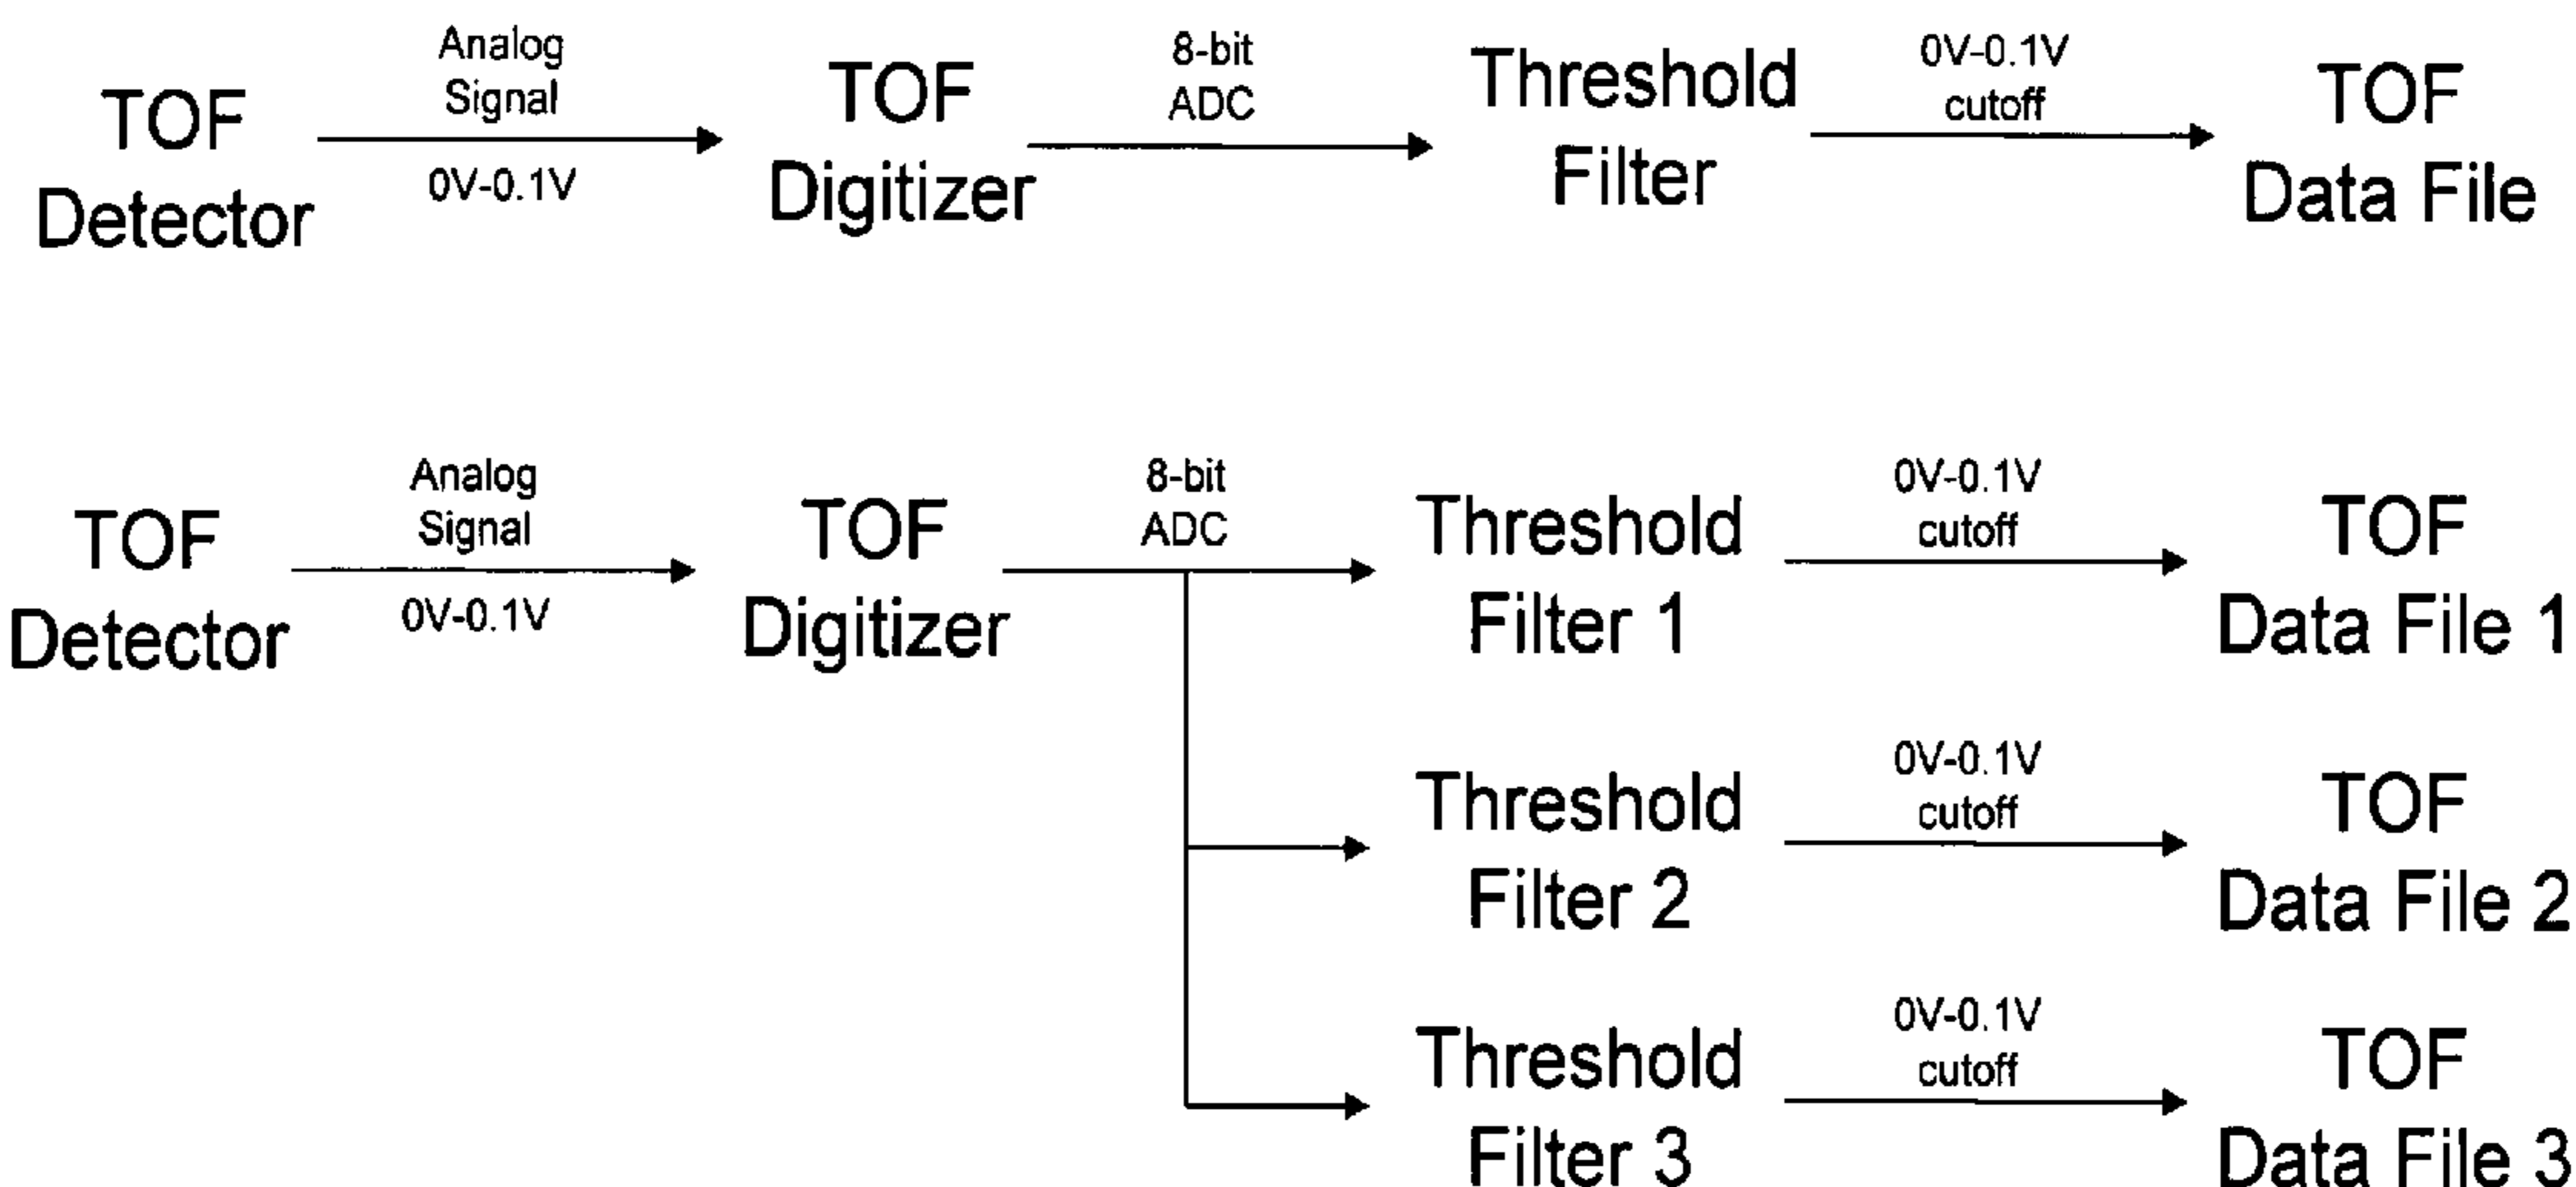 TOF
Detector
Analog
Signal
0V-0.1V
TOF
Digitizer
8-bit
ADC
Threshold
Filter
0V-0.1V
cutoff
TOF
Data File
TOF
Detector
Analog
Signal
0V-0.1V
TOF
Digitizer
8-bit
ADC
Threshold
Filter 1
0V-0.1V
cutoff
TOF
Data File 1
Threshold
Filter 2
0V-0.1V
cutoff
TOF
Data File 2
Threshold
Filter 3
0V-0.1V
cutoff
TOF
Data File 3